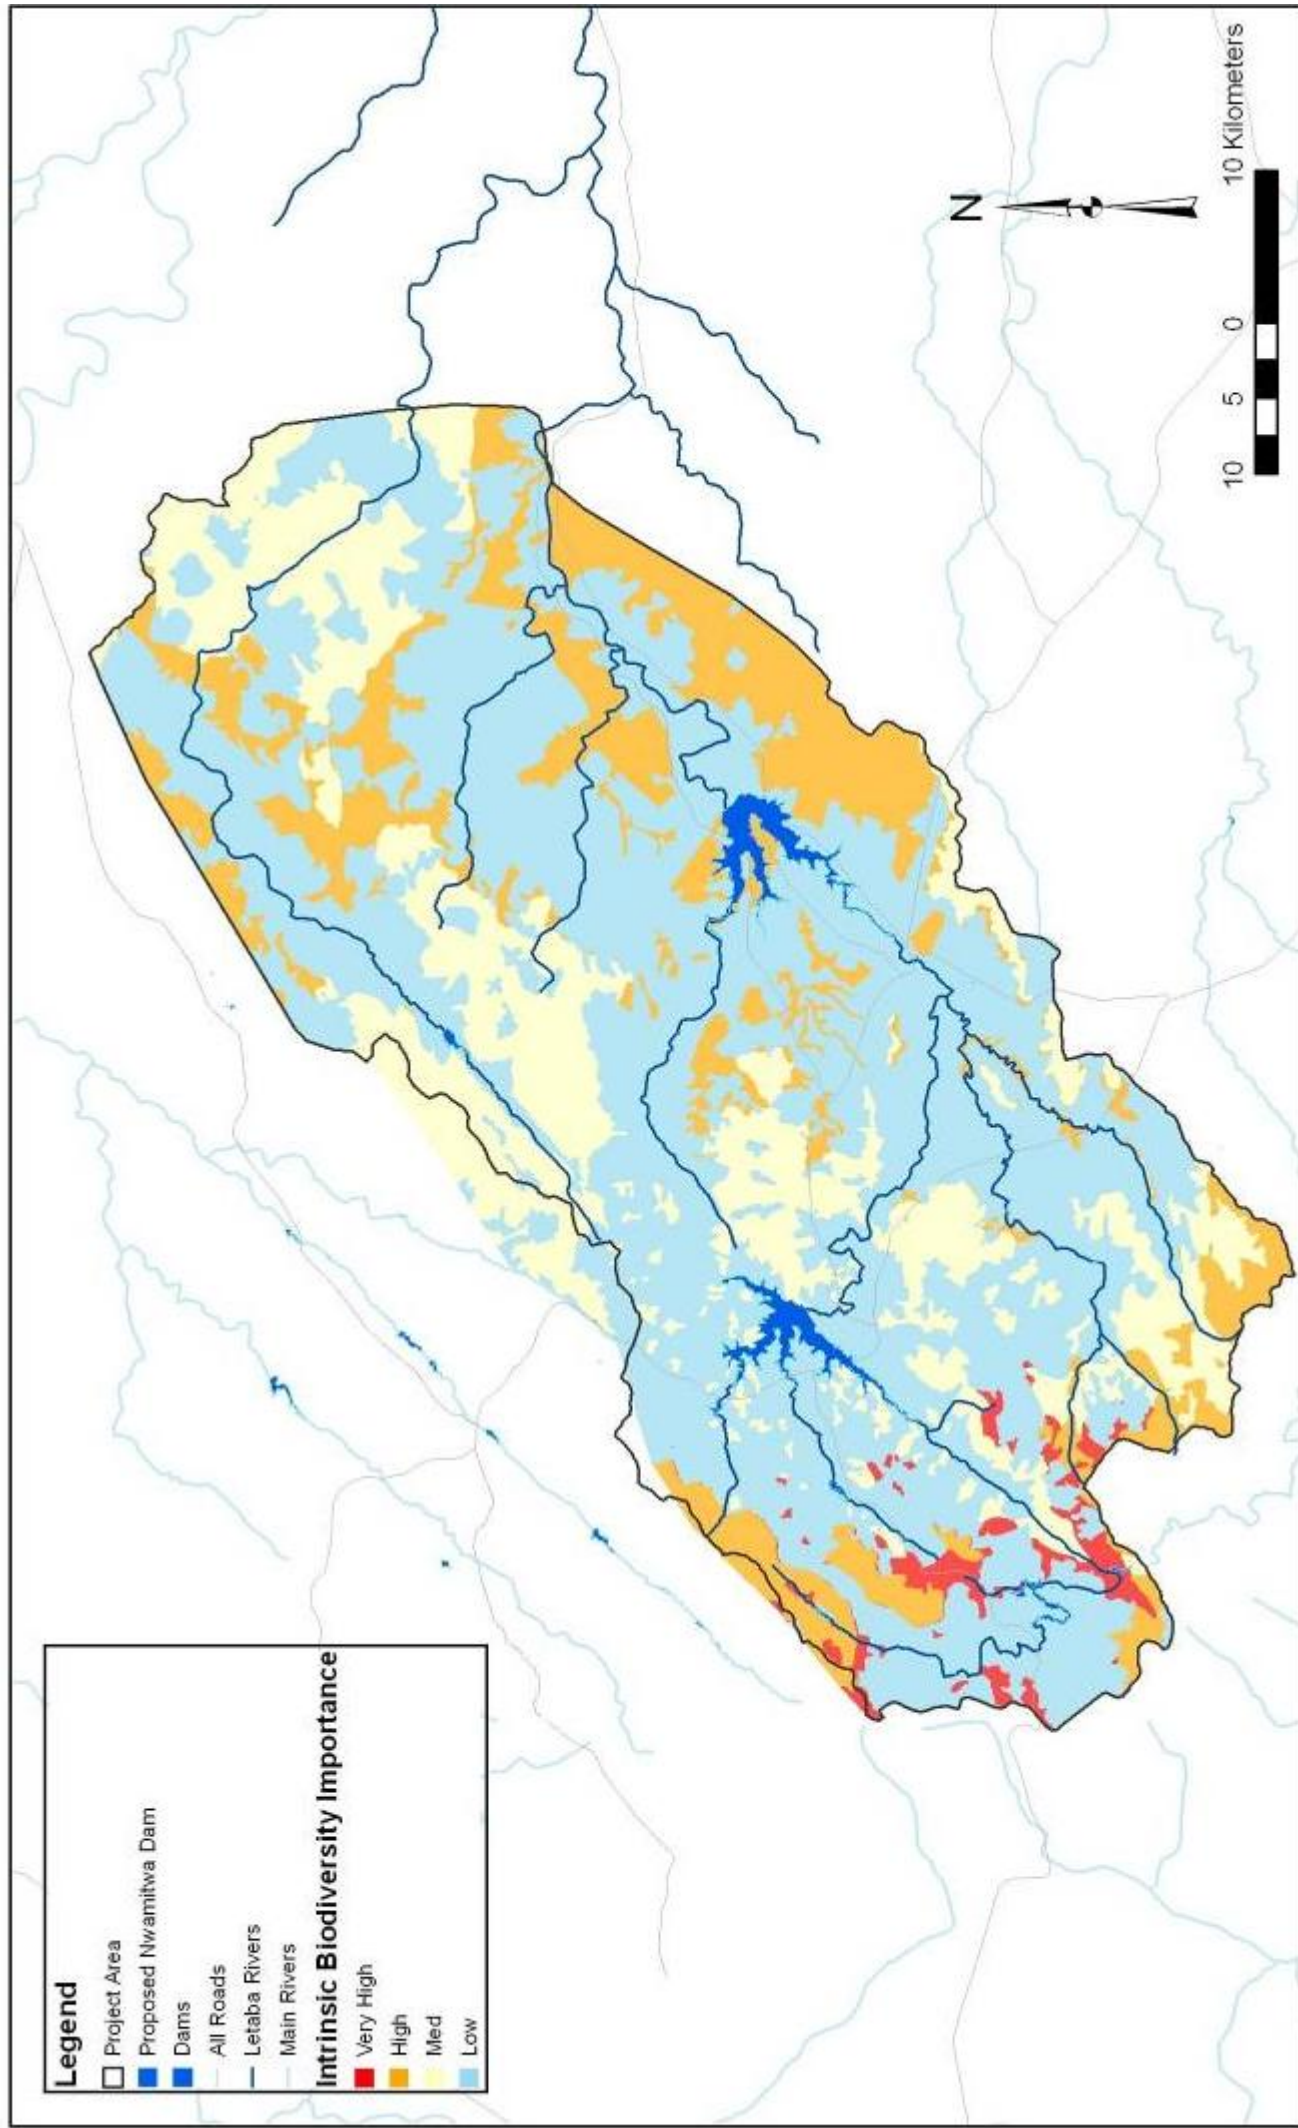 Legend
Project Area
Proposed Nwamitwa Dam
Dams
All Roads
Letaba Rivers
Main Rivers
Intrinsic Biodiversity Importance
Very High
High
Med
Low
N
10 5 0 10 Kilometers